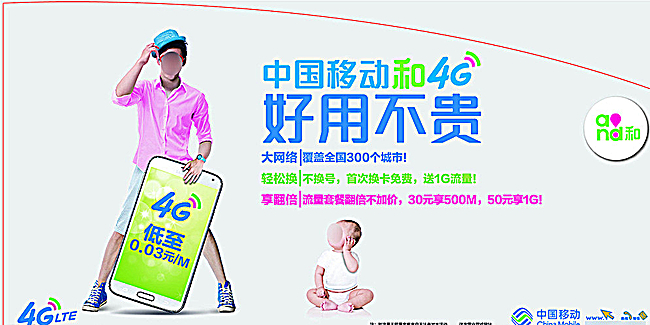 中国移动和4G
好用不贵
大网络 覆盖全国300个城市!
轻松换 不换号，首次换卡免费，送1G流量!
享翻倍 流量套餐翻倍不加价，30元享500M，50元享1G!
and和
4G
低至
0.03元/M
4G LTE
中国移动
China Mobile